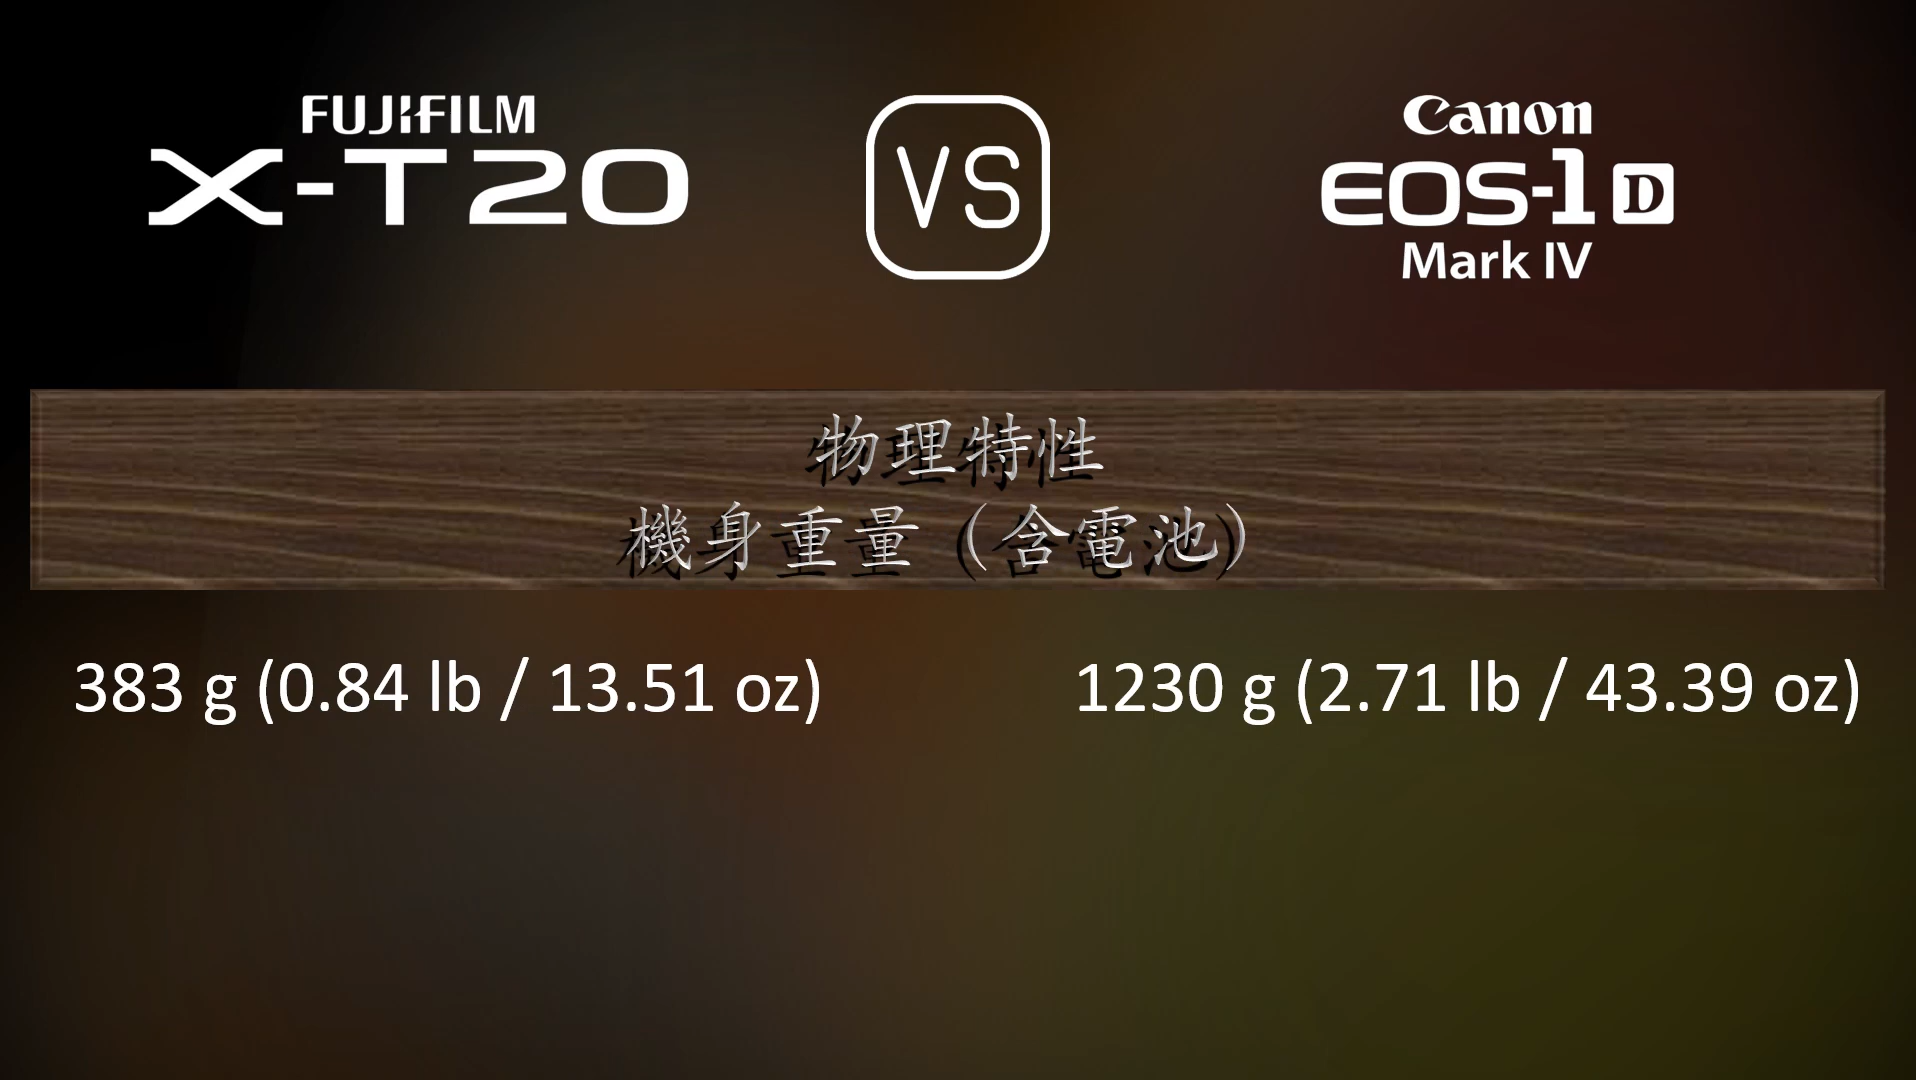 FUJIFILM
X-T20
VS
Canon
EOS-1D
Mark IV
物理特性
機身重量 (含電池)
383 g (0.84 lb / 13.51 oz)
1230 g (2.71 lb / 43.39 oz)